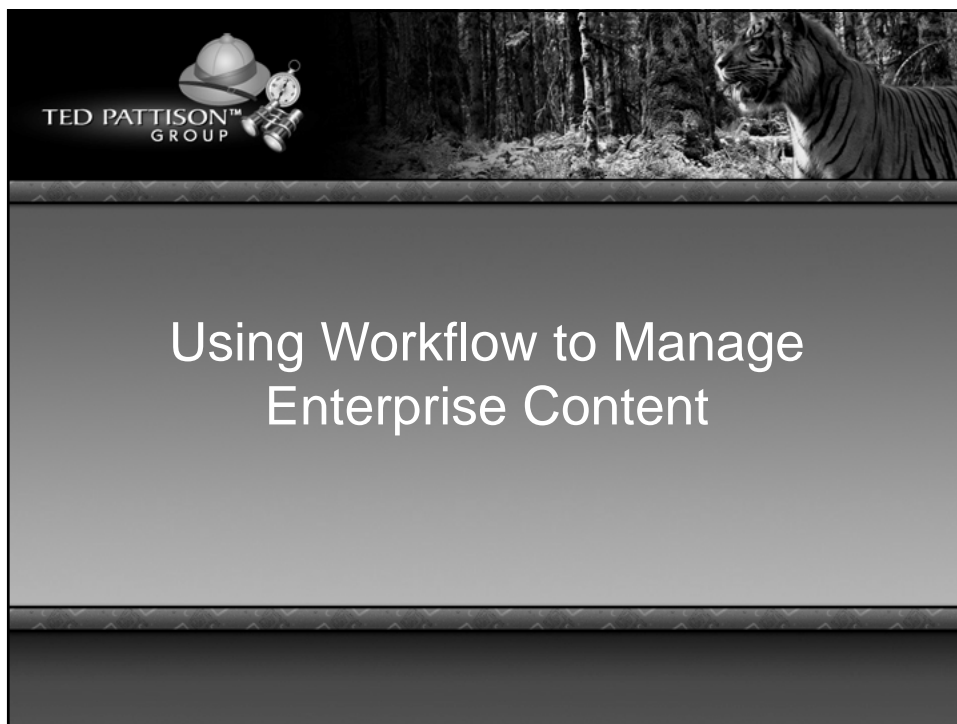 TED PATTISON™
GROUP
Using Workflow to Manage
Enterprise Content